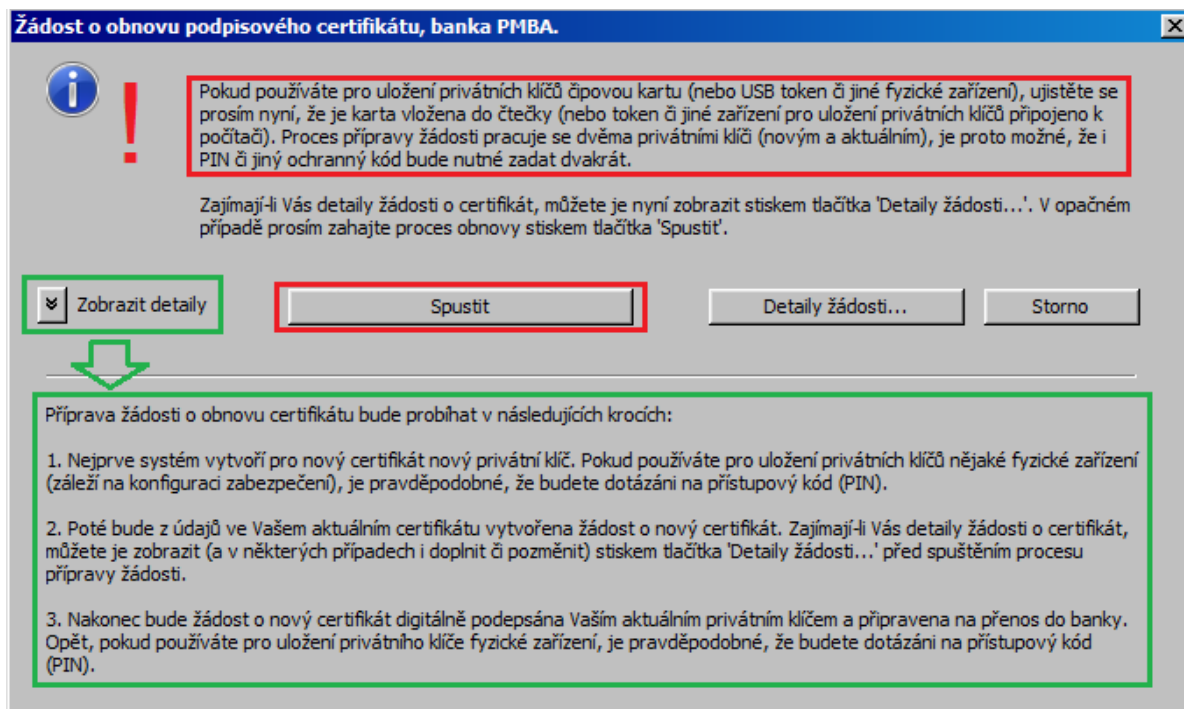 Žádost o obnovu podpisového certifikátu, banka PMBA.
Pokud používáte pro uložení privátních klíčů čipovou kartu (nebo USB token či jiné fyzické zařízení), ujistěte se
prosím nyní, že je karta vložena do čtečky (nebo token či jiné zařízení pro uložení privátních klíčů připojeno k
počítači). Proces přípravy žádosti pracuje se dvěma privátními klíči (novým a aktuálním), je proto možné, že i
PIN či jiný ochranný kód bude nutné zadat dvakrát.
Zajímají-li Vás detaily žádosti o certifikát, můžete je nyní zobrazit stiskem tlačítka 'Detaily žádosti...'. V opačném
případě prosím zahajte proces obnovy stiskem tlačítka 'Spustit'.
Zobrazit detaily Spustit Detaily žádosti... Storno
Příprava žádosti o obnovu certifikátu bude probíhat v následujících krocích:
1. Nejprve systém vytvoří pro nový certifikát nový privátní klíč. Pokud používáte pro uložení privátních klíčů nějaké fyzické zařízení
(záleží na konfiguraci zabezpečení), je pravděpodobné, že budete dotázáni na přístupový kód (PIN).
2. Poté bude z údajů ve Vašem aktuálním certifikátu vytvořena žádost o nový certifikát. Zajímají-li Vás detaily žádosti o certifikát,
můžete je zobrazit (a v některých případech i doplnit či pozměnit) stiskem tlačítka 'Detaily žádosti...' před spuštěním procesu
přípravy žádosti.
3. Nakonec bude žádost o nový certifikát digitálně podepsána Vaším aktuálním privátním klíčem a připravena na přenos do banky.
Opět, pokud používáte pro uložení privátního klíče fyzické zařízení, je pravděpodobné, že budete dotázáni na přístupový kód
(PIN).